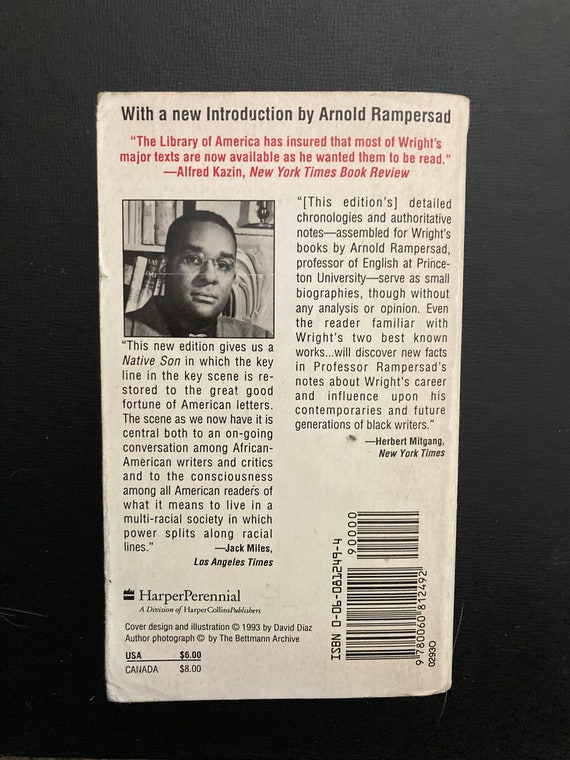 With a new Introduction by Arnold Rampersad
“The Library of America has insured that most of Wright's
major texts are now available as he wanted them to be read.”
—Alfred Kazin, New York Times Book Review
“This new edition gives us a
Native Son in which the key
line in the key scene is re-
stored to the great good
fortune of American letters.
The scene as we now have it is
central both to an on-going
conversation among African-
American writers and critics
and to the consciousness
among all American readers of
what it means to live in a
multi-racial society in which
power splits along racial
lines.” —Jack Miles,
Los Angeles Times
“[This edition's] detailed
chronologies and authoritative
notes—assembled for Wright's
books by Arnold Rampersad,
professor of English at Prince-
ton University—serve as small
biographies, though without
any analysis or opinion. Even
the reader familiar with
Wright's two best known
works...will discover new facts
in Professor Rampersad's
notes about Wright's career
and influence upon his
contemporaries and future
generations of black writers.”
—Herbert Mitgang,
New York Times
HarperPerennial
A Division of HarperCollinsPublishers
Cover design and illustration © 1993 by David Diaz
Author photograph © by The Bettmann Archive
USA $6.00
CANADA $8.00
ISBN 0-06-081249-4
90000
9 780060 812492
02930